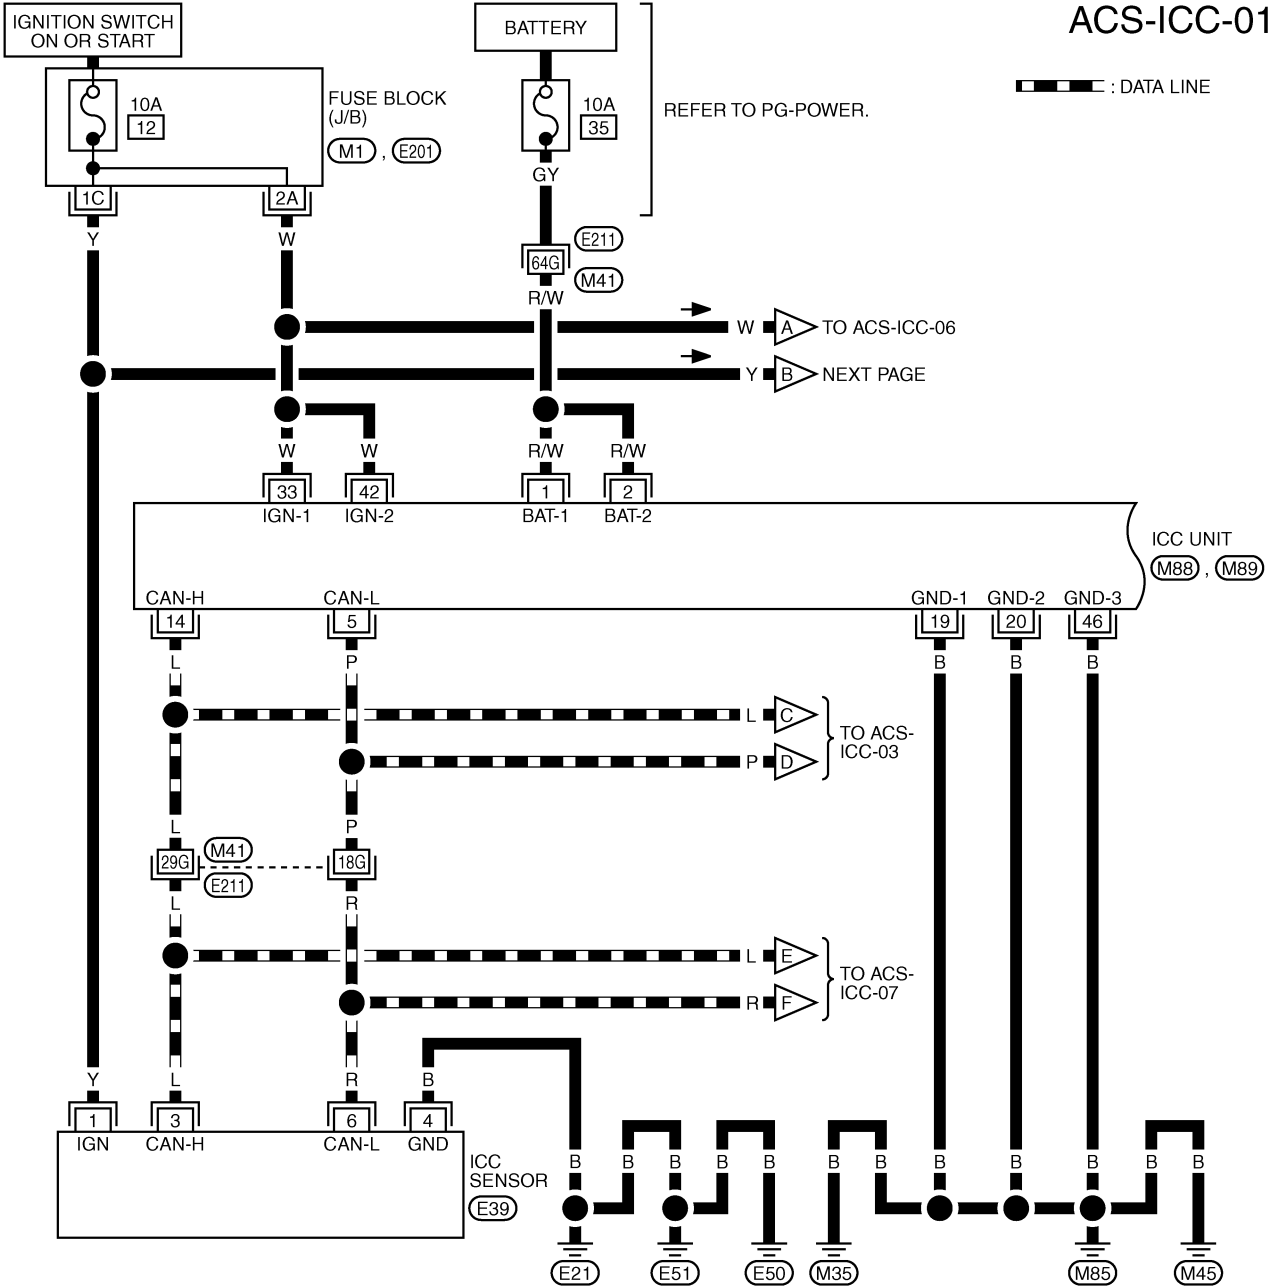 IGNITION SWITCH
ON OR START
BATTERY
ACS-ICC-01
: DATA LINE
10A
12
FUSE BLOCK
(J/B)
M1 , E201
10A
35
REFER TO PG-POWER.
1C
2A
GY
Y
W
E211
64G
M41
R/W
W
A
TO ACS-ICC-06
Y
B
NEXT PAGE
W
W
R/W
R/W
33
42
1
2
IGN-1
IGN-2
BAT-1
BAT-2
ICC UNIT
M88 , M89
CAN-H
CAN-L
GND-1
GND-2
GND-3
14
5
19
20
46
L
P
B
B
B
L
C
P
D
TO ACS-
ICC-03
L
P
29G
M41
E211
18G
L
R
L
E
R
F
TO ACS-
ICC-07
Y
L
R
B
1
3
6
4
IGN
CAN-H
CAN-L
GND
ICC
SENSOR
E39
B
B
B
B
B
B
B
B
B
B
B
B
E21
E51
E50
M35
M85
M45